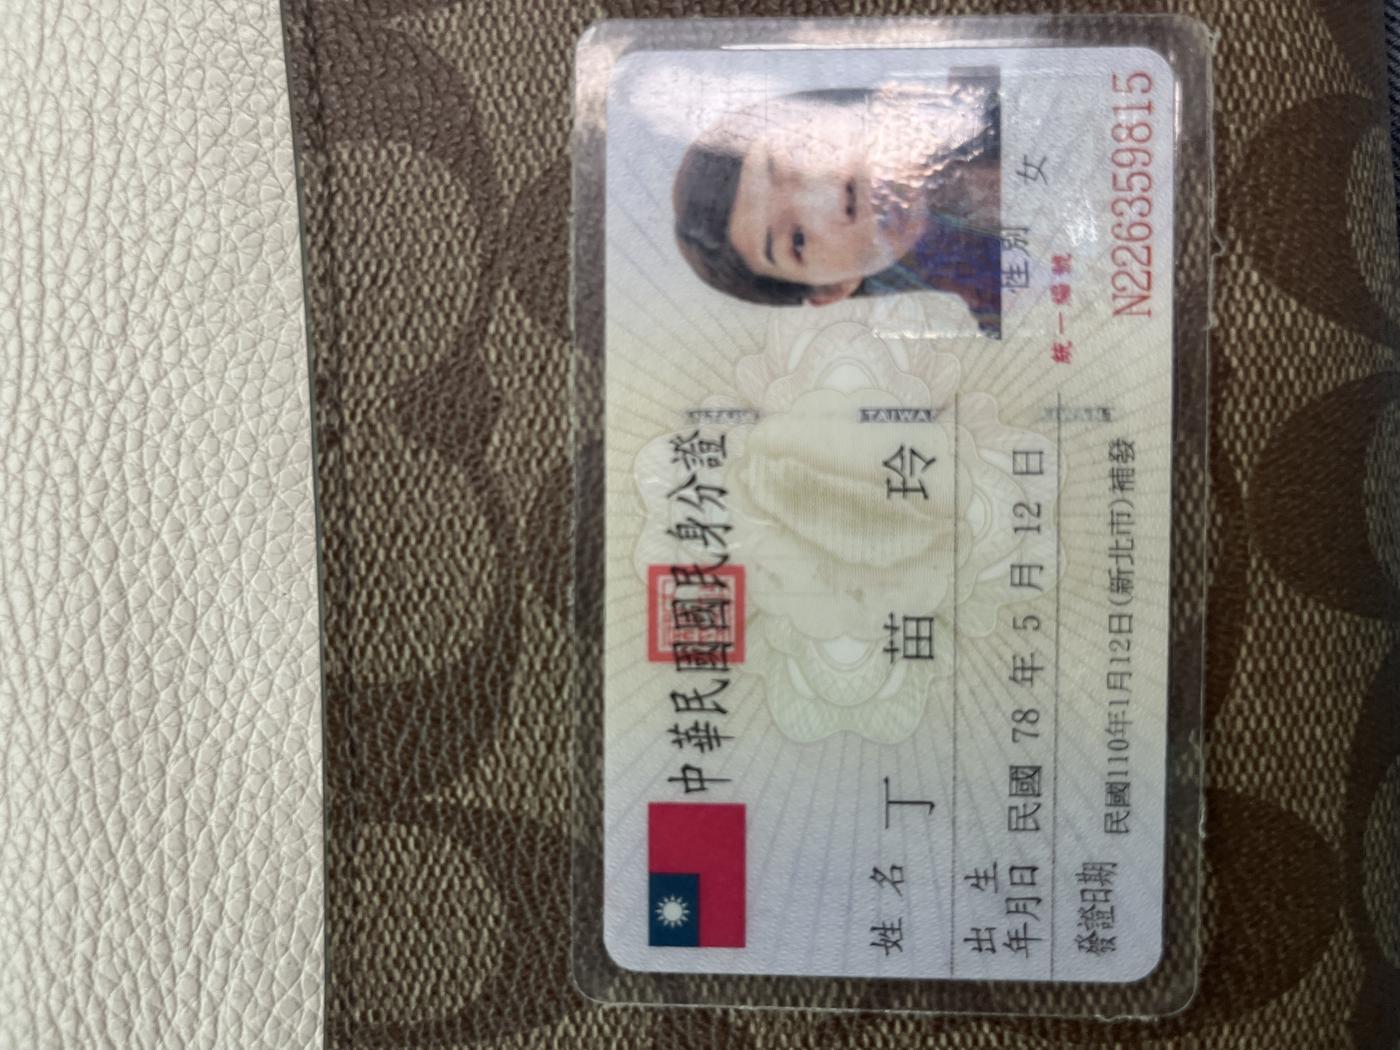 中華民國國民身分證
姓名 丁苗玲
出生年月日 民國 78 年 5 月 12 日
性別 女
發證日期 民國110年1月12日(新北市)補發
統一編號
N226359815
TAIWAN